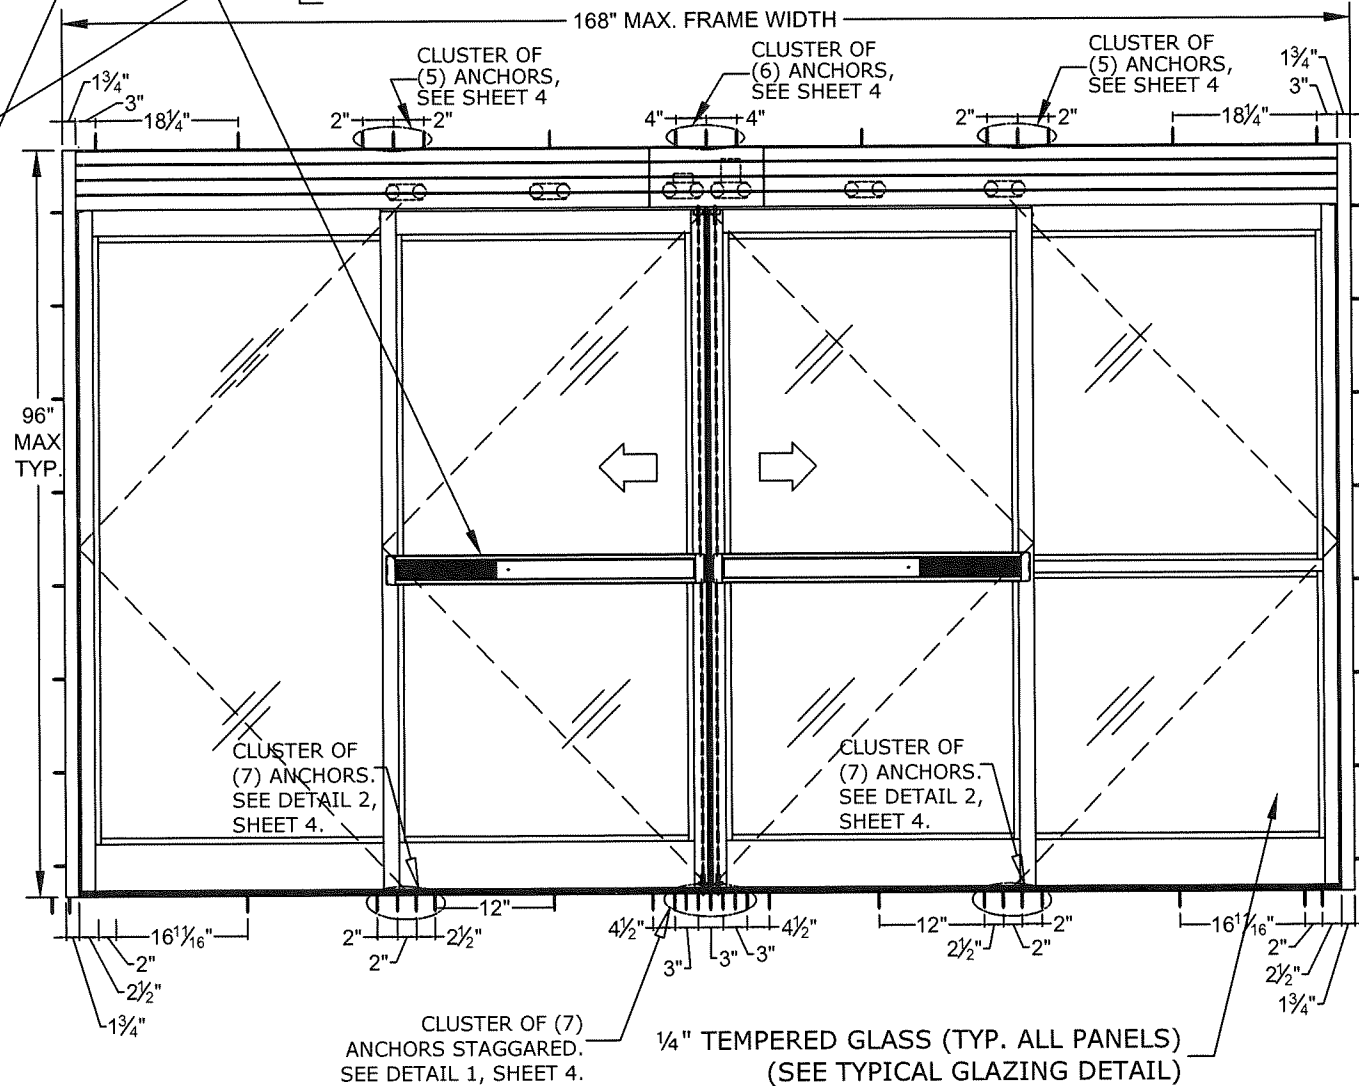 168" MAX. FRAME WIDTH
CLUSTER OF
(5) ANCHORS,
SEE SHEET 4
CLUSTER OF
(6) ANCHORS,
SEE SHEET 4
CLUSTER OF
(5) ANCHORS,
SEE SHEET 4
1¾"
3"
18¼"
2"
2"
4"
4"
2"
2"
18¼"
3"
1¾"
96"
MAX
TYP.
CLUSTER OF
(7) ANCHORS.
SEE DETAIL 2,
SHEET 4.
CLUSTER OF
(7) ANCHORS.
SEE DETAIL 2,
SHEET 4.
1¾"
2½"
2"
16¹¹⁄₁₆"
2"
2"
2½"
12"
4½"
3"
3"
3"
4½"
12"
2½"
2"
2"
16¹¹⁄₁₆"
2"
2½"
1¾"
CLUSTER OF (7)
ANCHORS STAGGARED.
SEE DETAIL 1, SHEET 4.
¼" TEMPERED GLASS (TYP. ALL PANELS)
(SEE TYPICAL GLAZING DETAIL)